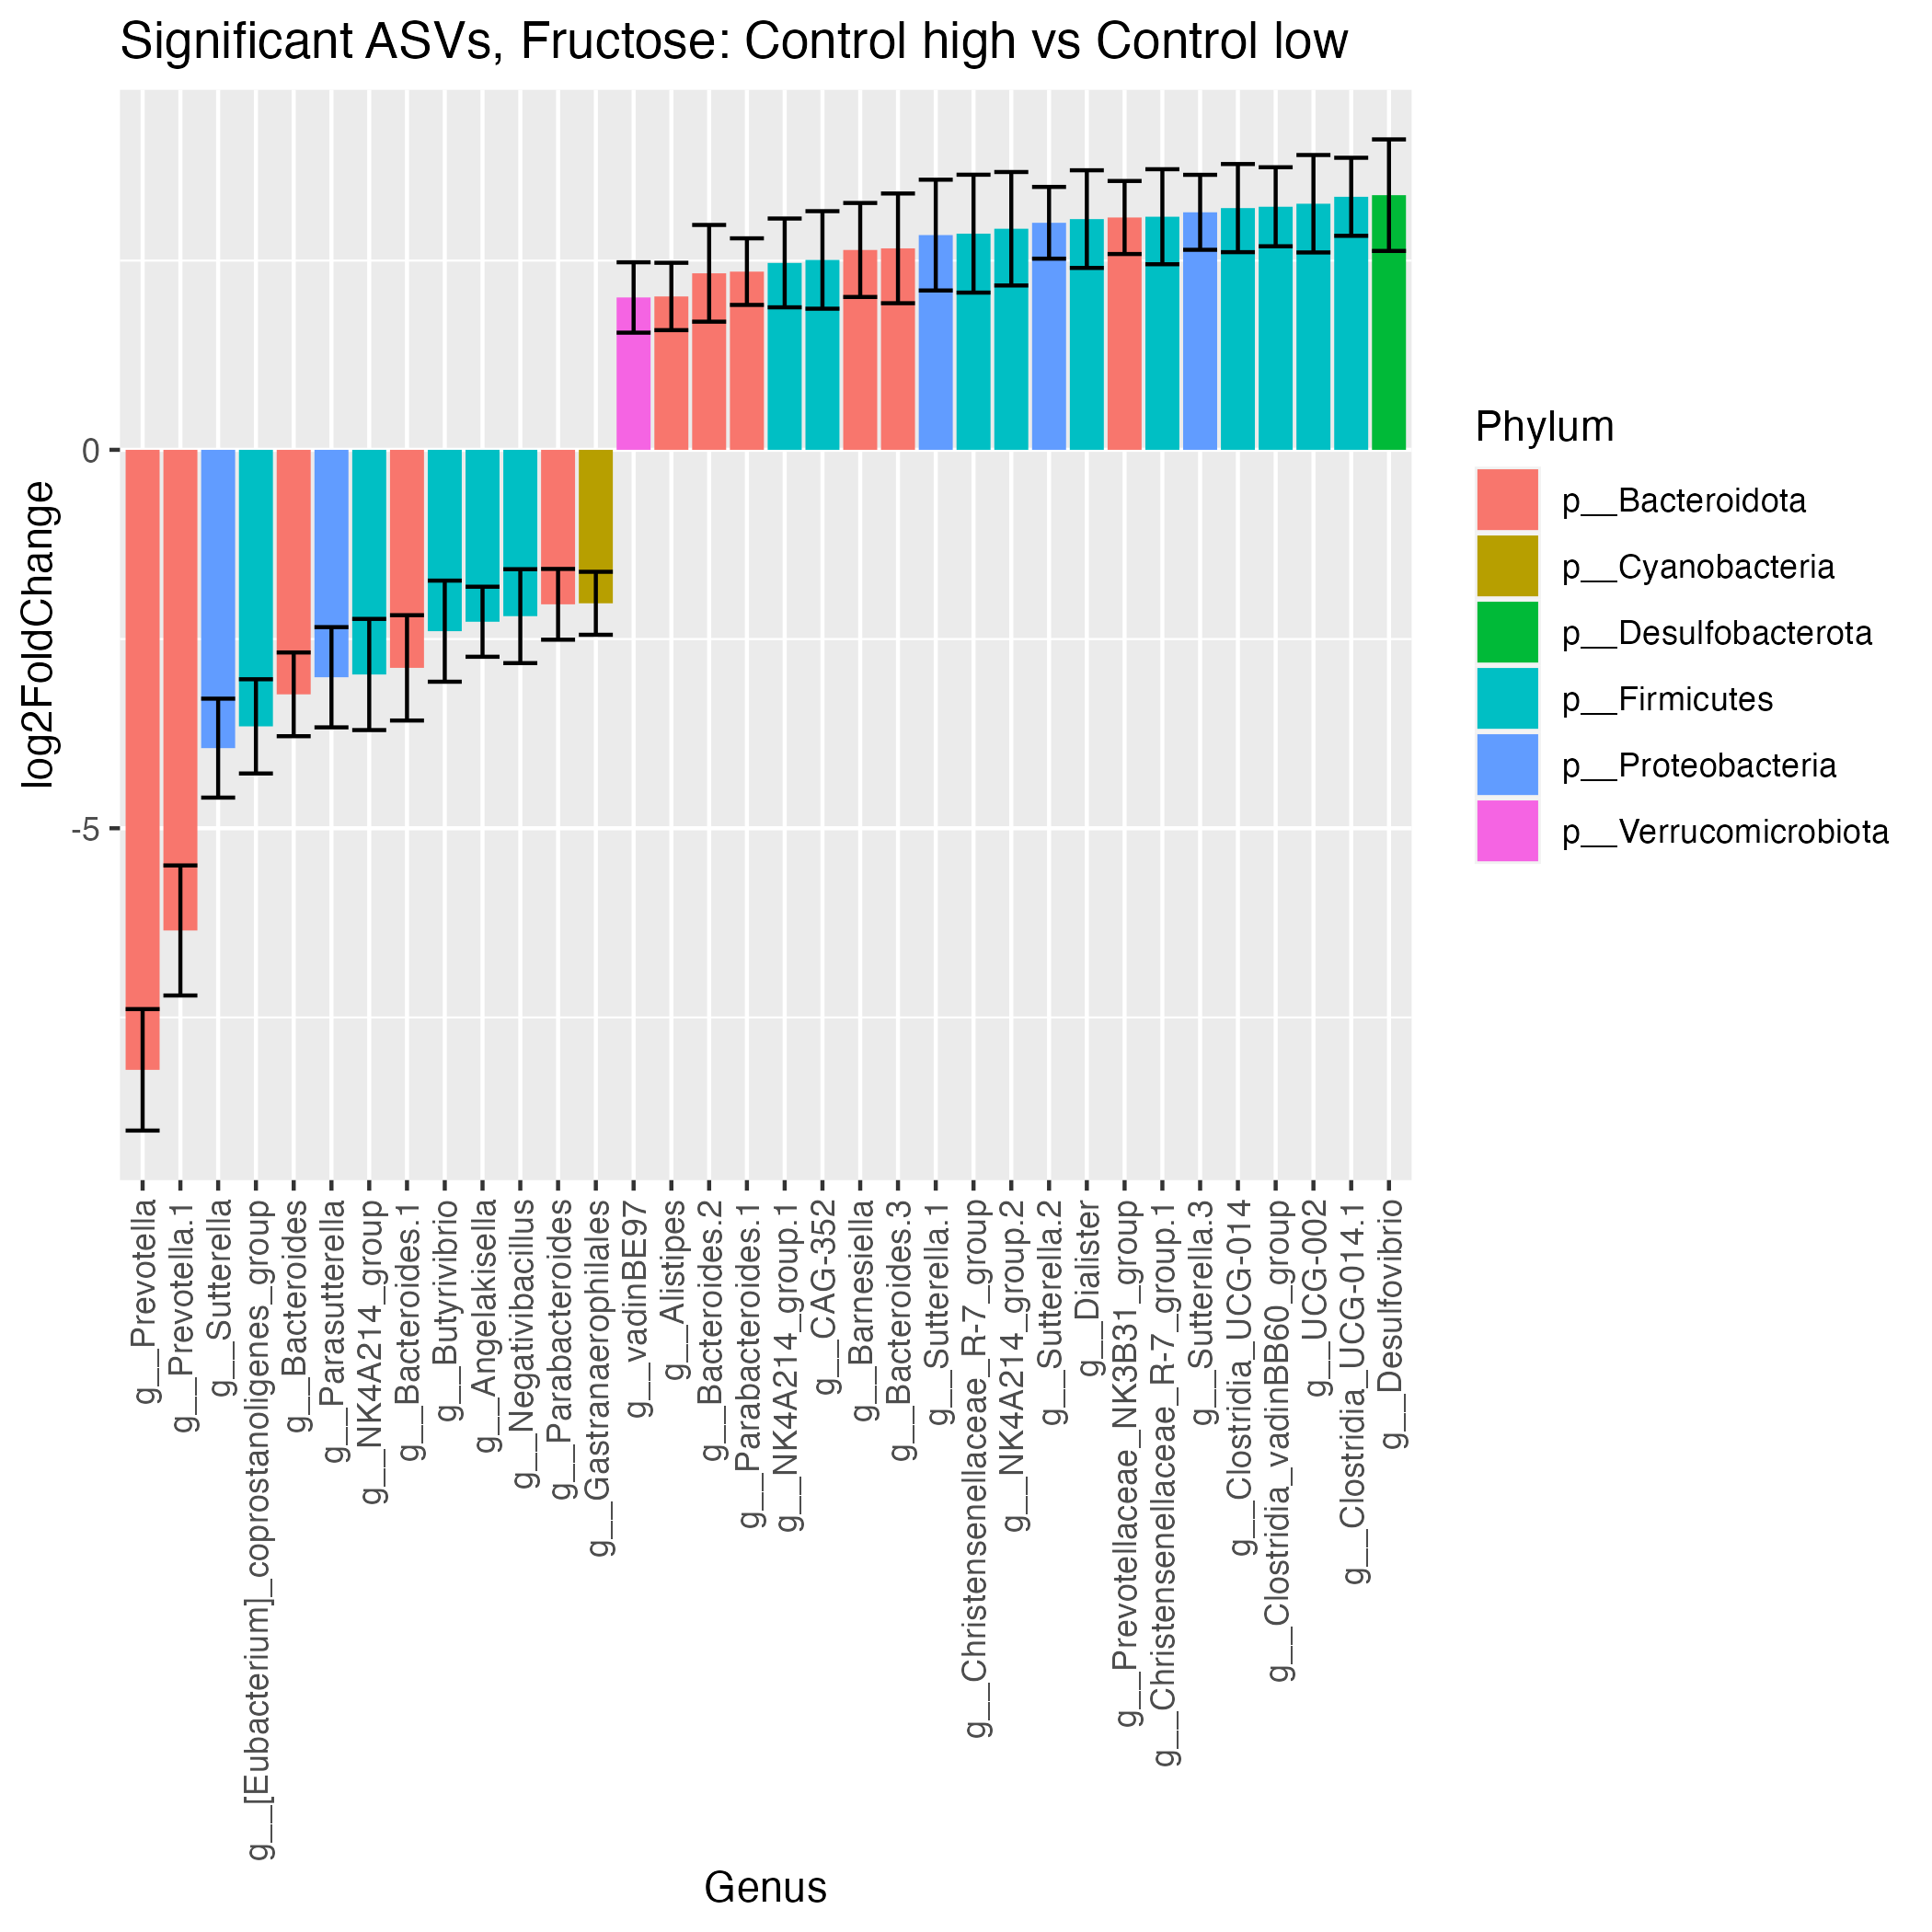 Significant ASVs, Fructose: Control high vs Control low
log2FoldChange
0
-5
g__Prevotella
g__Prevotella.1
g__Sutterella
g__[Eubacterium]_coprostanoligenes_group
g__Bacteroides
g__Parasutterella
g__NK4A214_group
g__Bacteroides.1
g__Butyrivibrio
g__Angelakisella
g__Negativibacillus
g__Parabacteroides
g__Gastranaerophilales
g__vadinBE97
g__Alistipes
g__Bacteroides.2
g__Parabacteroides.1
g__NK4A214_group.1
g__CAG-352
g__Barnesiella
g__Bacteroides.3
g__Sutterella.1
g__Christensenellaceae_R-7_group
g__NK4A214_group.2
g__Sutterella.2
g__Dialister
g__Prevotellaceae_NK3B31_group
g__Christensenellaceae_R-7_group.1
g__Sutterella.3
g__Clostridia_UCG-014
g__Clostridia_vadinBB60_group
g__UCG-002
g__Clostridia_UCG-014.1
g__Desulfovibrio
Genus
Phylum
p__Bacteroidota
p__Cyanobacteria
p__Desulfobacterota
p__Firmicutes
p__Proteobacteria
p__Verrucomicrobiota